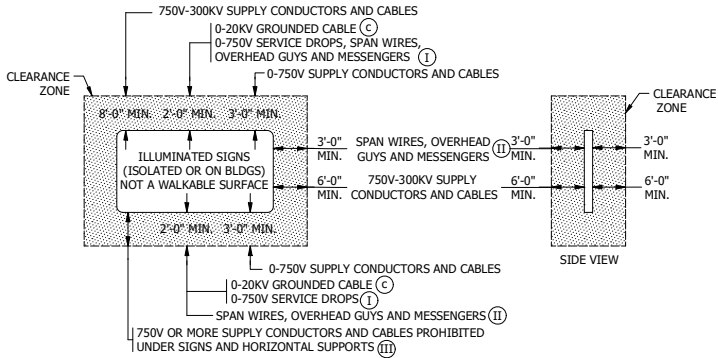 750V-300KV SUPPLY CONDUCTORS AND CABLES
0-20KV GROUNDED CABLE c
0-750V SERVICE DROPS, SPAN WIRES,
OVERHEAD GUYS AND MESSENGERS I
0-750V SUPPLY CONDUCTORS AND CABLES
CLEARANCE
ZONE
8'-0" MIN. 2'-0" MIN. 3'-0" MIN.
ILLUMINATED SIGNS
(ISOLATED OR ON BLDGS)
NOT A WALKABLE SURFACE
3'-0"
MIN.
SPAN WIRES, OVERHEAD
GUYS AND MESSENGERS II
3'-0"
MIN.
6'-0"
MIN.
750V-300KV SUPPLY
CONDUCTORS AND CABLES
6'-0"
MIN.
CLEARANCE
ZONE
3'-0"
MIN.
6'-0"
MIN.
SIDE VIEW
2'-0" MIN. 3'-0" MIN.
0-750V SUPPLY CONDUCTORS AND CABLES
0-20KV GROUNDED CABLE c
0-750V SERVICE DROPS I
SPAN WIRES, OVERHEAD GUYS AND MESSENGERS II
750V OR MORE SUPPLY CONDUCTORS AND CABLES PROHIBITED
UNDER SIGNS AND HORIZONTAL SUPPORTS III